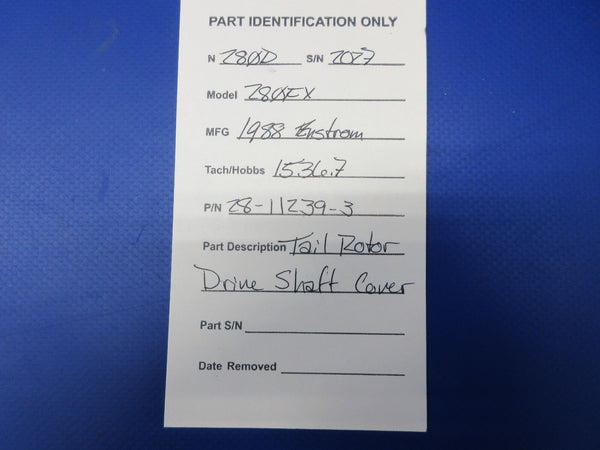 PART IDENTIFICATION ONLY
N 280D S/N 2027
Model 280FX
MFG 1988 Enstrom
Tach/Hobbs 1536.7
P/N 28-11239-3
Part Description Tail Rotor
Drive Shaft Cover
Part S/N
Date Removed